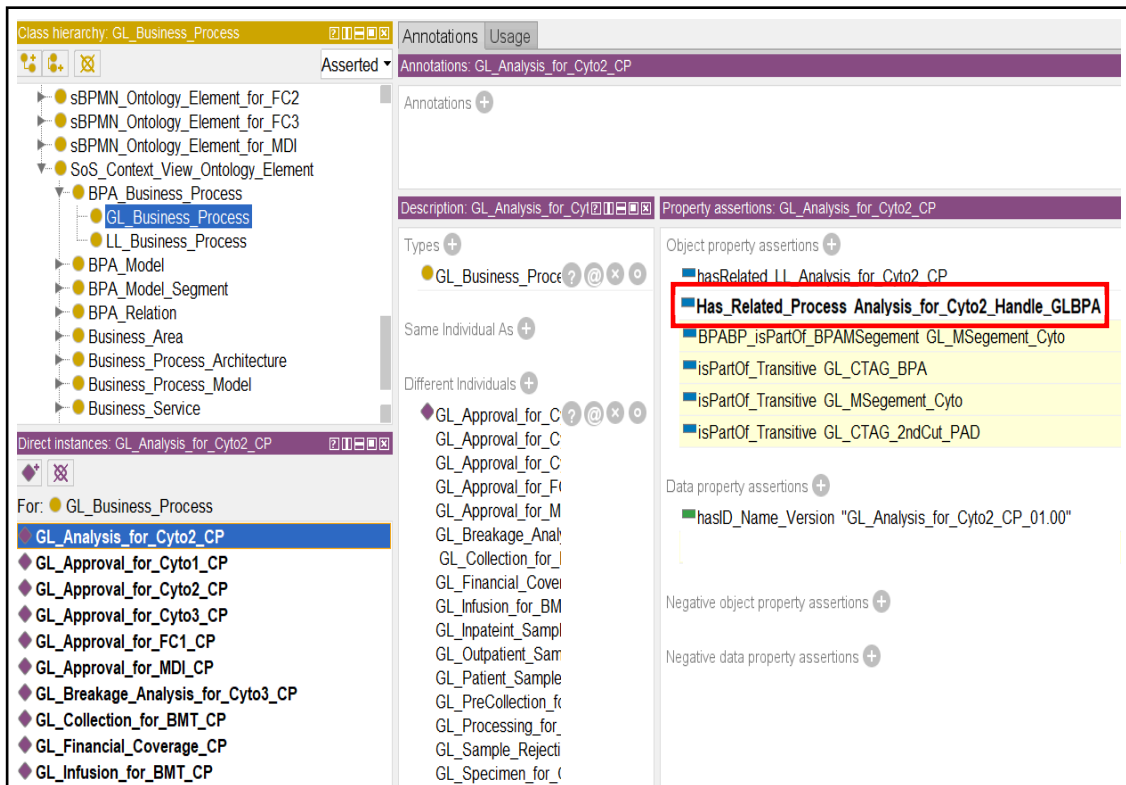 Class hierarchy: GL_Business_Process
Asserted
sBPMN_Ontology_Element_for_FC2
sBPMN_Ontology_Element_for_FC3
sBPMN_Ontology_Element_for_MDI
SoS_Context_View_Ontology_Element
BPA_Business_Process
GL_Business_Process
LL_Business_Process
BPA_Model
BPA_Model_Segment
BPA_Relation
Business_Area
Business_Process_Architecture
Business_Process_Model
Business_Service
Direct instances: GL_Analysis_for_Cyto2_CP
For: GL_Business_Process
GL_Analysis_for_Cyto2_CP
GL_Approval_for_Cyto1_CP
GL_Approval_for_Cyto2_CP
GL_Approval_for_Cyto3_CP
GL_Approval_for_FC1_CP
GL_Approval_for_MDI_CP
GL_Breakage_Analysis_for_Cyto3_CP
GL_Collection_for_BMT_CP
GL_Financial_Coverage_CP
GL_Infusion_for_BMT_CP
Annotations Usage
Annotations: GL_Analysis_for_Cyto2_CP
Annotations
Description: GL_Analysis_for_Cyt
Types
GL_Business_Proce
Same Individual As
Different Individuals
GL_Approval_for_C
GL_Approval_for_C
GL_Approval_for_C
GL_Approval_for_F
GL_Approval_for_M
GL_Breakage_Analy
GL_Collection_for_
GL_Financial_Cover
GL_Infusion_for_BM
GL_Inpateint_Sampl
GL_Outpatient_Sam
GL_Patient_Sample
GL_PreCollection_fo
GL_Processing_for_
GL_Sample_Rejecti
GL_Specimen_for_
Property assertions: GL_Analysis_for_Cyto2_CP
Object property assertions
hasRelated LL_Analysis_for_Cyto2_CP
Has_Related_Process Analysis_for_Cyto2_Handle_GLBPA
BPABP_isPartOf_BPAMSegement GL_MSegement_Cyto
isPartOf_Transitive GL_CTAG_BPA
isPartOf_Transitive GL_MSegement_Cyto
isPartOf_Transitive GL_CTAG_2ndCut_PAD
Data property assertions
hasID_Name_Version "GL_Analysis_for_Cyto2_CP_01.00"
Negative object property assertions
Negative data property assertions